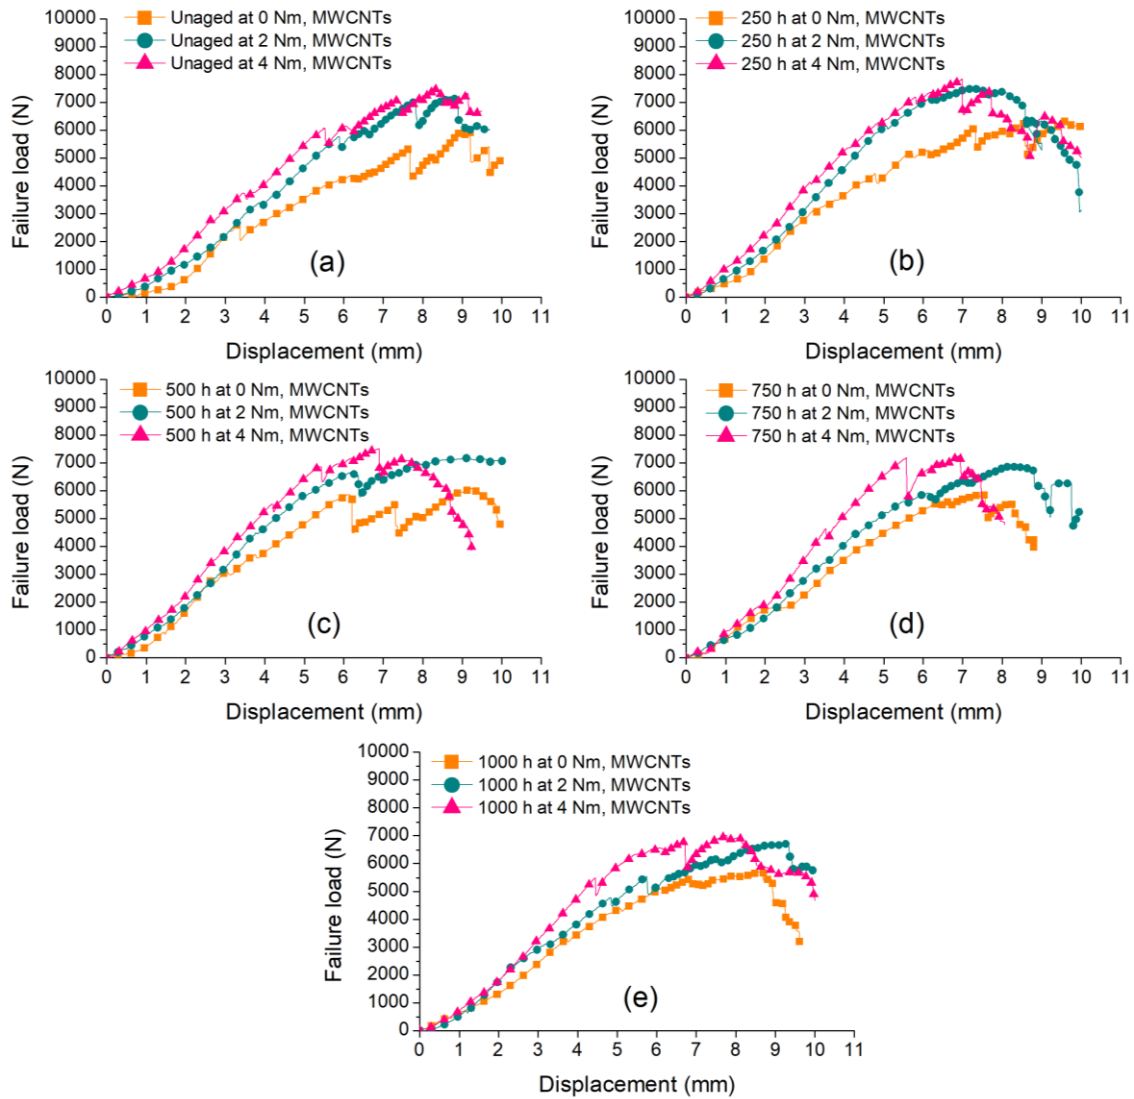 10000
9000
8000
7000
6000
5000
4000
3000
2000
1000
0
Failure load (N)
Unaged at 0 Nm, MWCNTs
Unaged at 2 Nm, MWCNTs
Unaged at 4 Nm, MWCNTs
(a)
0 1 2 3 4 5 6 7 8 9 10 11
Displacement (mm)
10000
9000
8000
7000
6000
5000
4000
3000
2000
1000
0
Failure load (N)
250 h at 0 Nm, MWCNTs
250 h at 2 Nm, MWCNTs
250 h at 4 Nm, MWCNTs
(b)
0 1 2 3 4 5 6 7 8 9 10 11
Displacement (mm)
10000
9000
8000
7000
6000
5000
4000
3000
2000
1000
0
Failure load (N)
500 h at 0 Nm, MWCNTs
500 h at 2 Nm, MWCNTs
500 h at 4 Nm, MWCNTs
(c)
0 1 2 3 4 5 6 7 8 9 10 11
Displacement (mm)
10000
9000
8000
7000
6000
5000
4000
3000
2000
1000
0
Failure load (N)
750 h at 0 Nm, MWCNTs
750 h at 2 Nm, MWCNTs
750 h at 4 Nm, MWCNTs
(d)
0 1 2 3 4 5 6 7 8 9 10 11
Displacement (mm)
10000
9000
8000
7000
6000
5000
4000
3000
2000
1000
0
Failure load (N)
1000 h at 0 Nm, MWCNTs
1000 h at 2 Nm, MWCNTs
1000 h at 4 Nm, MWCNTs
(e)
0 1 2 3 4 5 6 7 8 9 10 11
Displacement (mm)